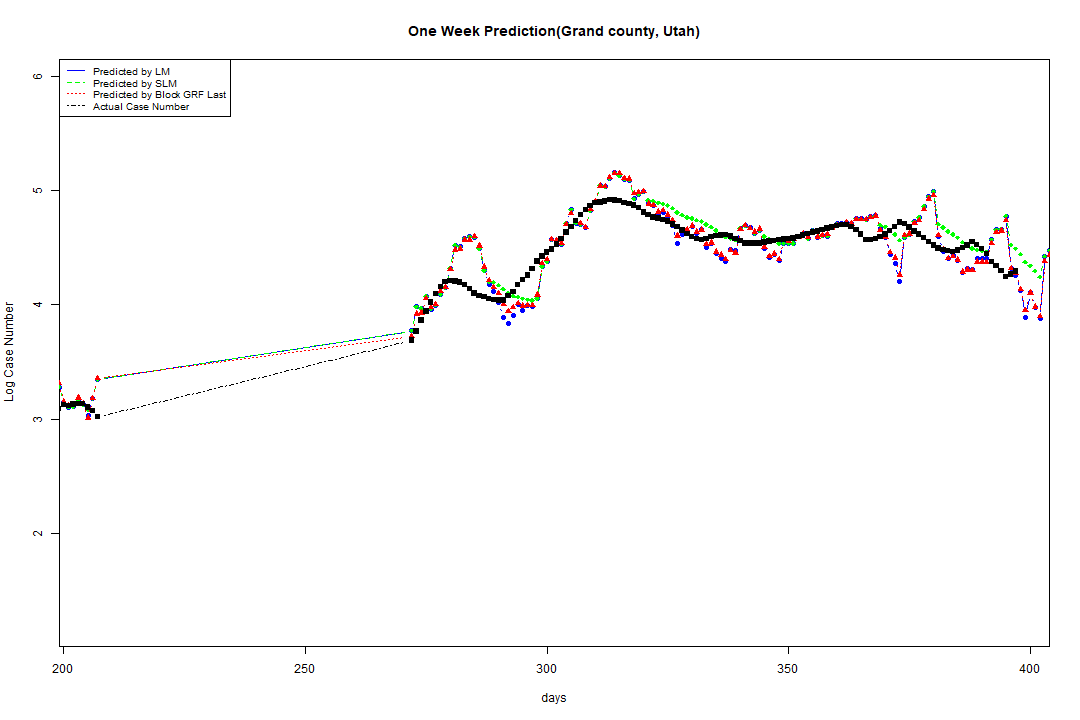 One Week Prediction(Grand county, Utah)
Predicted by LM
Predicted by SLM
Predicted by Block GRF Last
Actual Case Number
6
5
4
3
2
Log Case Number
200 250 300 350 400
days